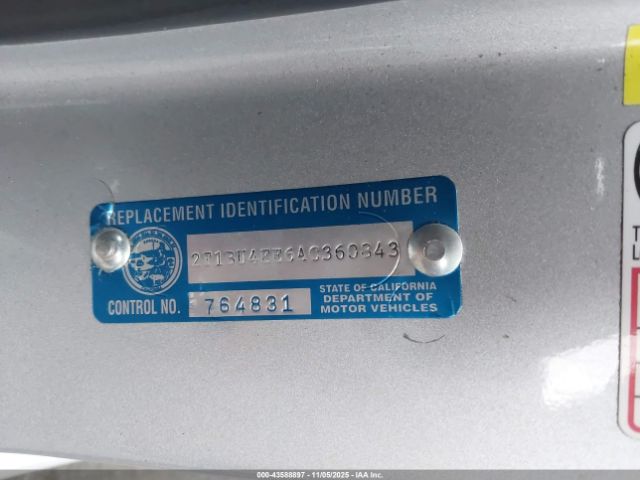 REPLACEMENT IDENTIFICATION NUMBER
2T1BU4EE6AC360843
CONTROL NO. 764831
STATE OF CALIFORNIA
DEPARTMENT OF
MOTOR VEHICLES
000-43588897 - 11/05/2025 - IAA Inc.